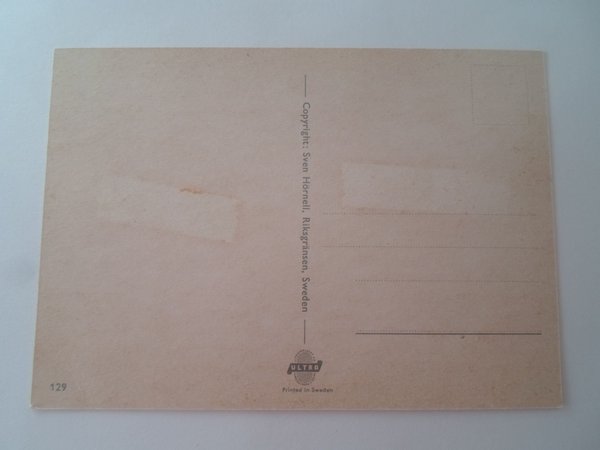 Copyright: Sven Hörnell, Riksgränsen, Sweden
ULTRA
Printed in Sweden
129